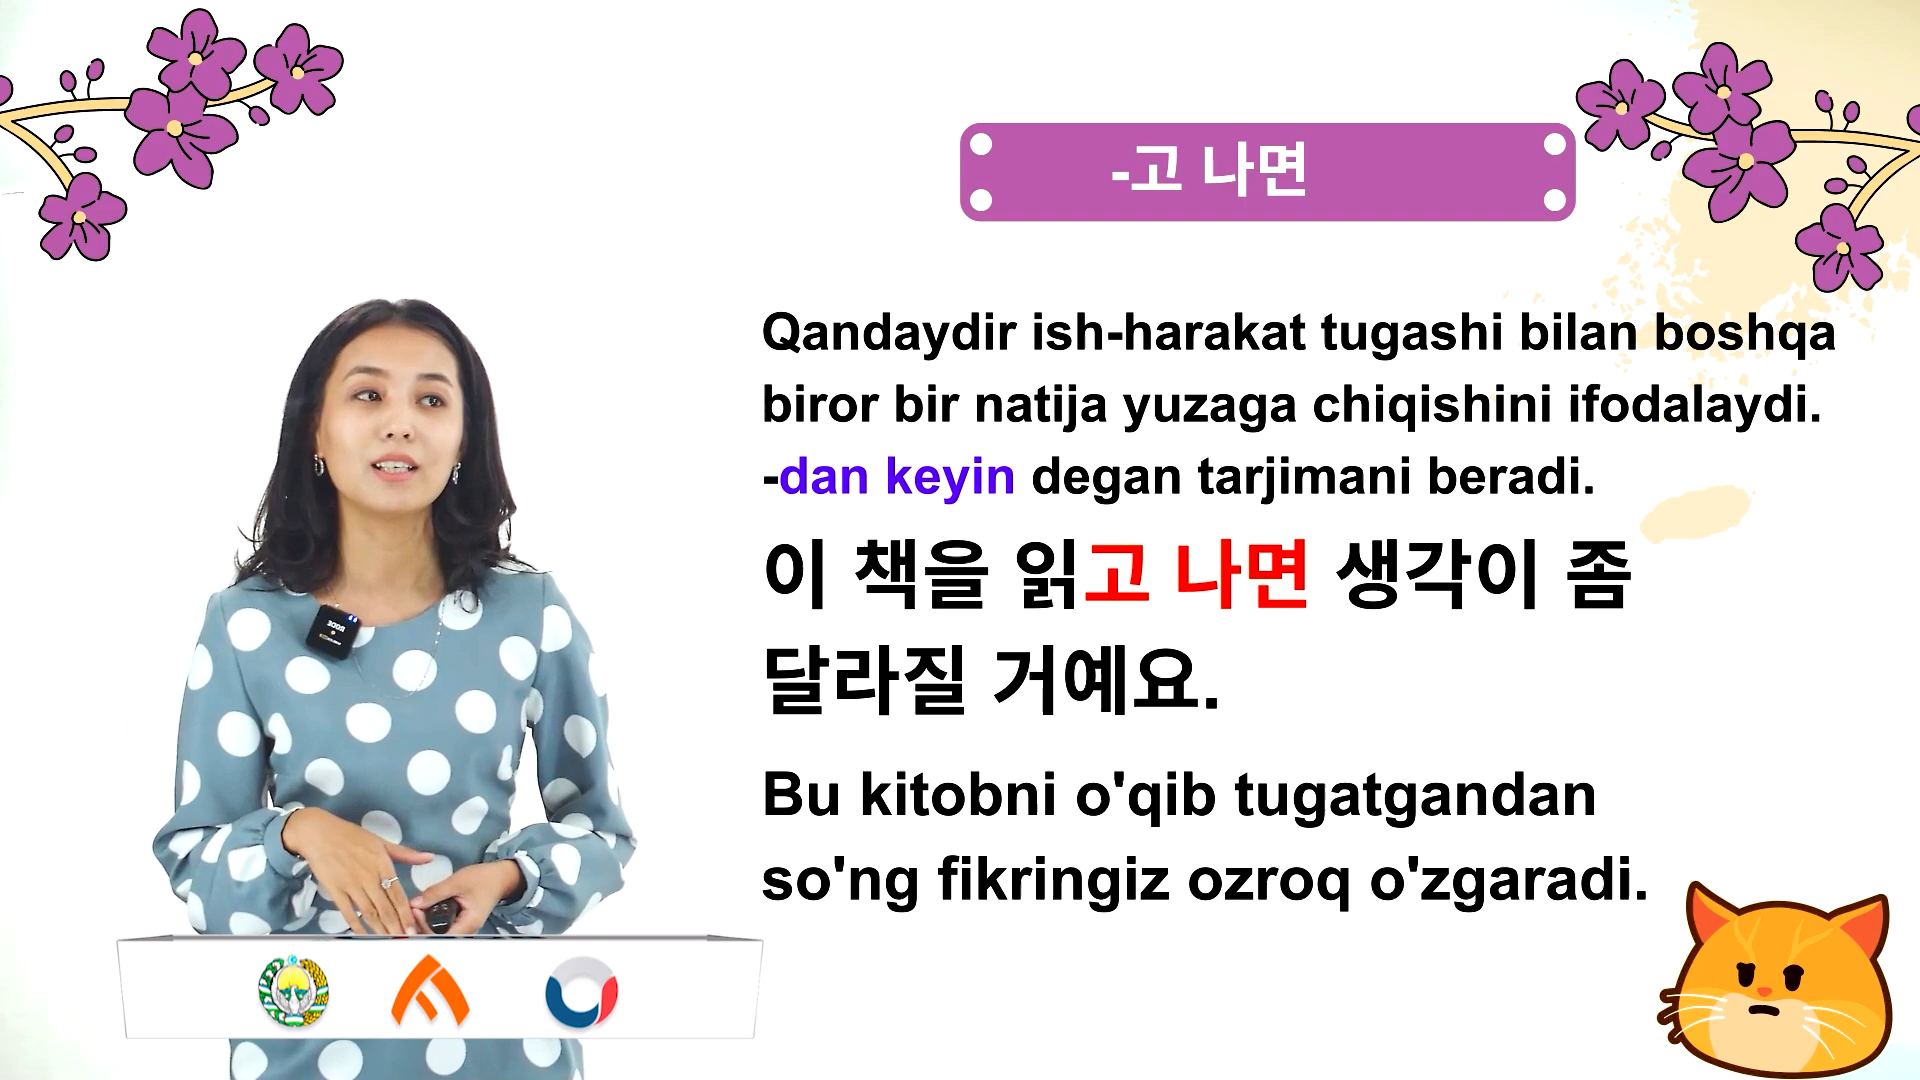 -고 나면
Qandaydir ish-harakat tugashi bilan boshqa
biror bir natija yuzaga chiqishini ifodalaydi.
-dan keyin degan tarjimani beradi.
이 책을 읽고 나면 생각이 좀
달라질 거예요.
Bu kitobni o'qib tugatgandan
so'ng fikringiz ozroq o'zgaradi.
RODE